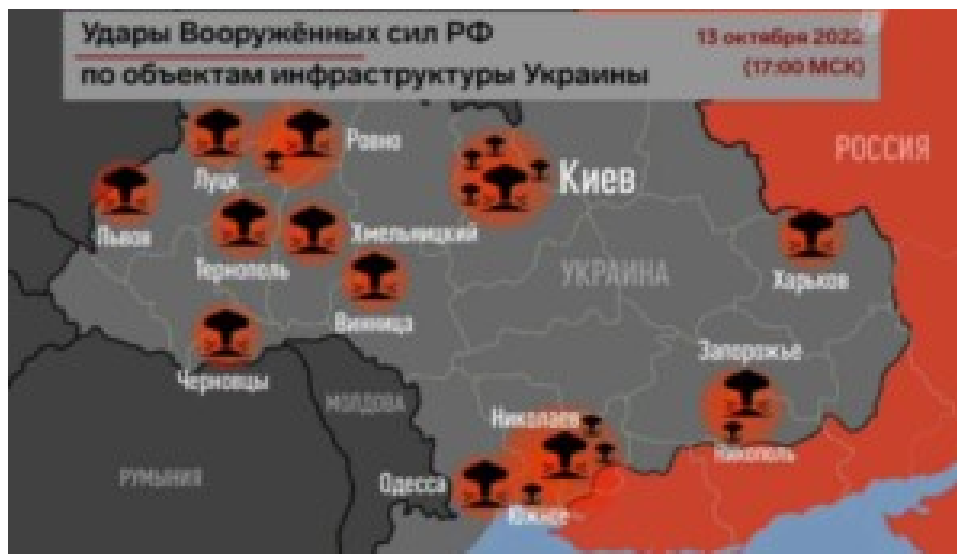 Удары Вооружённых сил РФ
по объектам инфраструктуры Украины
13 октября 2022
(17:00 МСК)
РОССИЯ
Ровно
Луцк
Киев
Львов
Хмельницкий
Тернополь
УКРАИНА
Харьков
Винница
Черновцы
Запорожье
МОЛДОВА
Николаев
Никополь
РУМЫНИЯ
Одесса
Южное